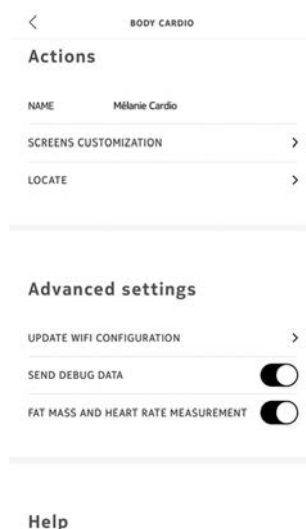 BODY CARDIO
Actions
NAME Mélanie Cardio
SCREENS CUSTOMIZATION
LOCATE
Advanced settings
UPDATE WIFI CONFIGURATION
SEND DEBUG DATA
FAT MASS AND HEART RATE MEASUREMENT
Help